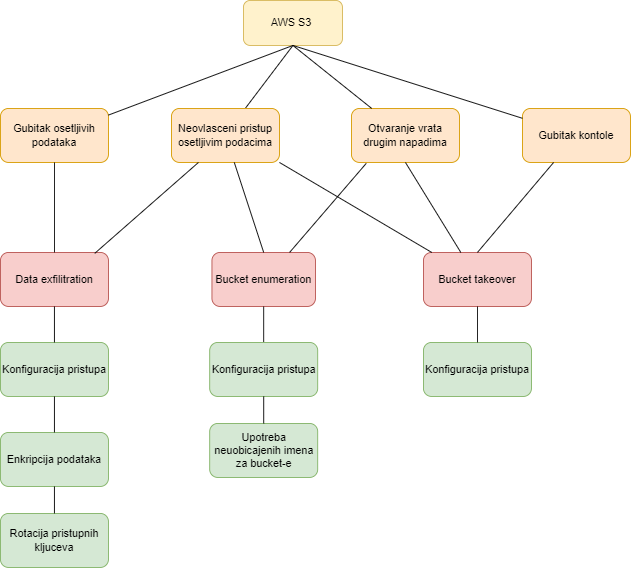 AWS S3
Gubitak osetljivih
podataka
Neovlasceni pristup
osetljivim podacima
Otvaranje vrata
drugim napadima
Gubitak kontole
Data exfilitration
Bucket enumeration
Bucket takeover
Konfiguracija pristupa
Konfiguracija pristupa
Konfiguracija pristupa
Enkripcija podataka
Upotreba
neuobicajenih imena
za bucket-e
Rotacija pristupnih
kljuceva